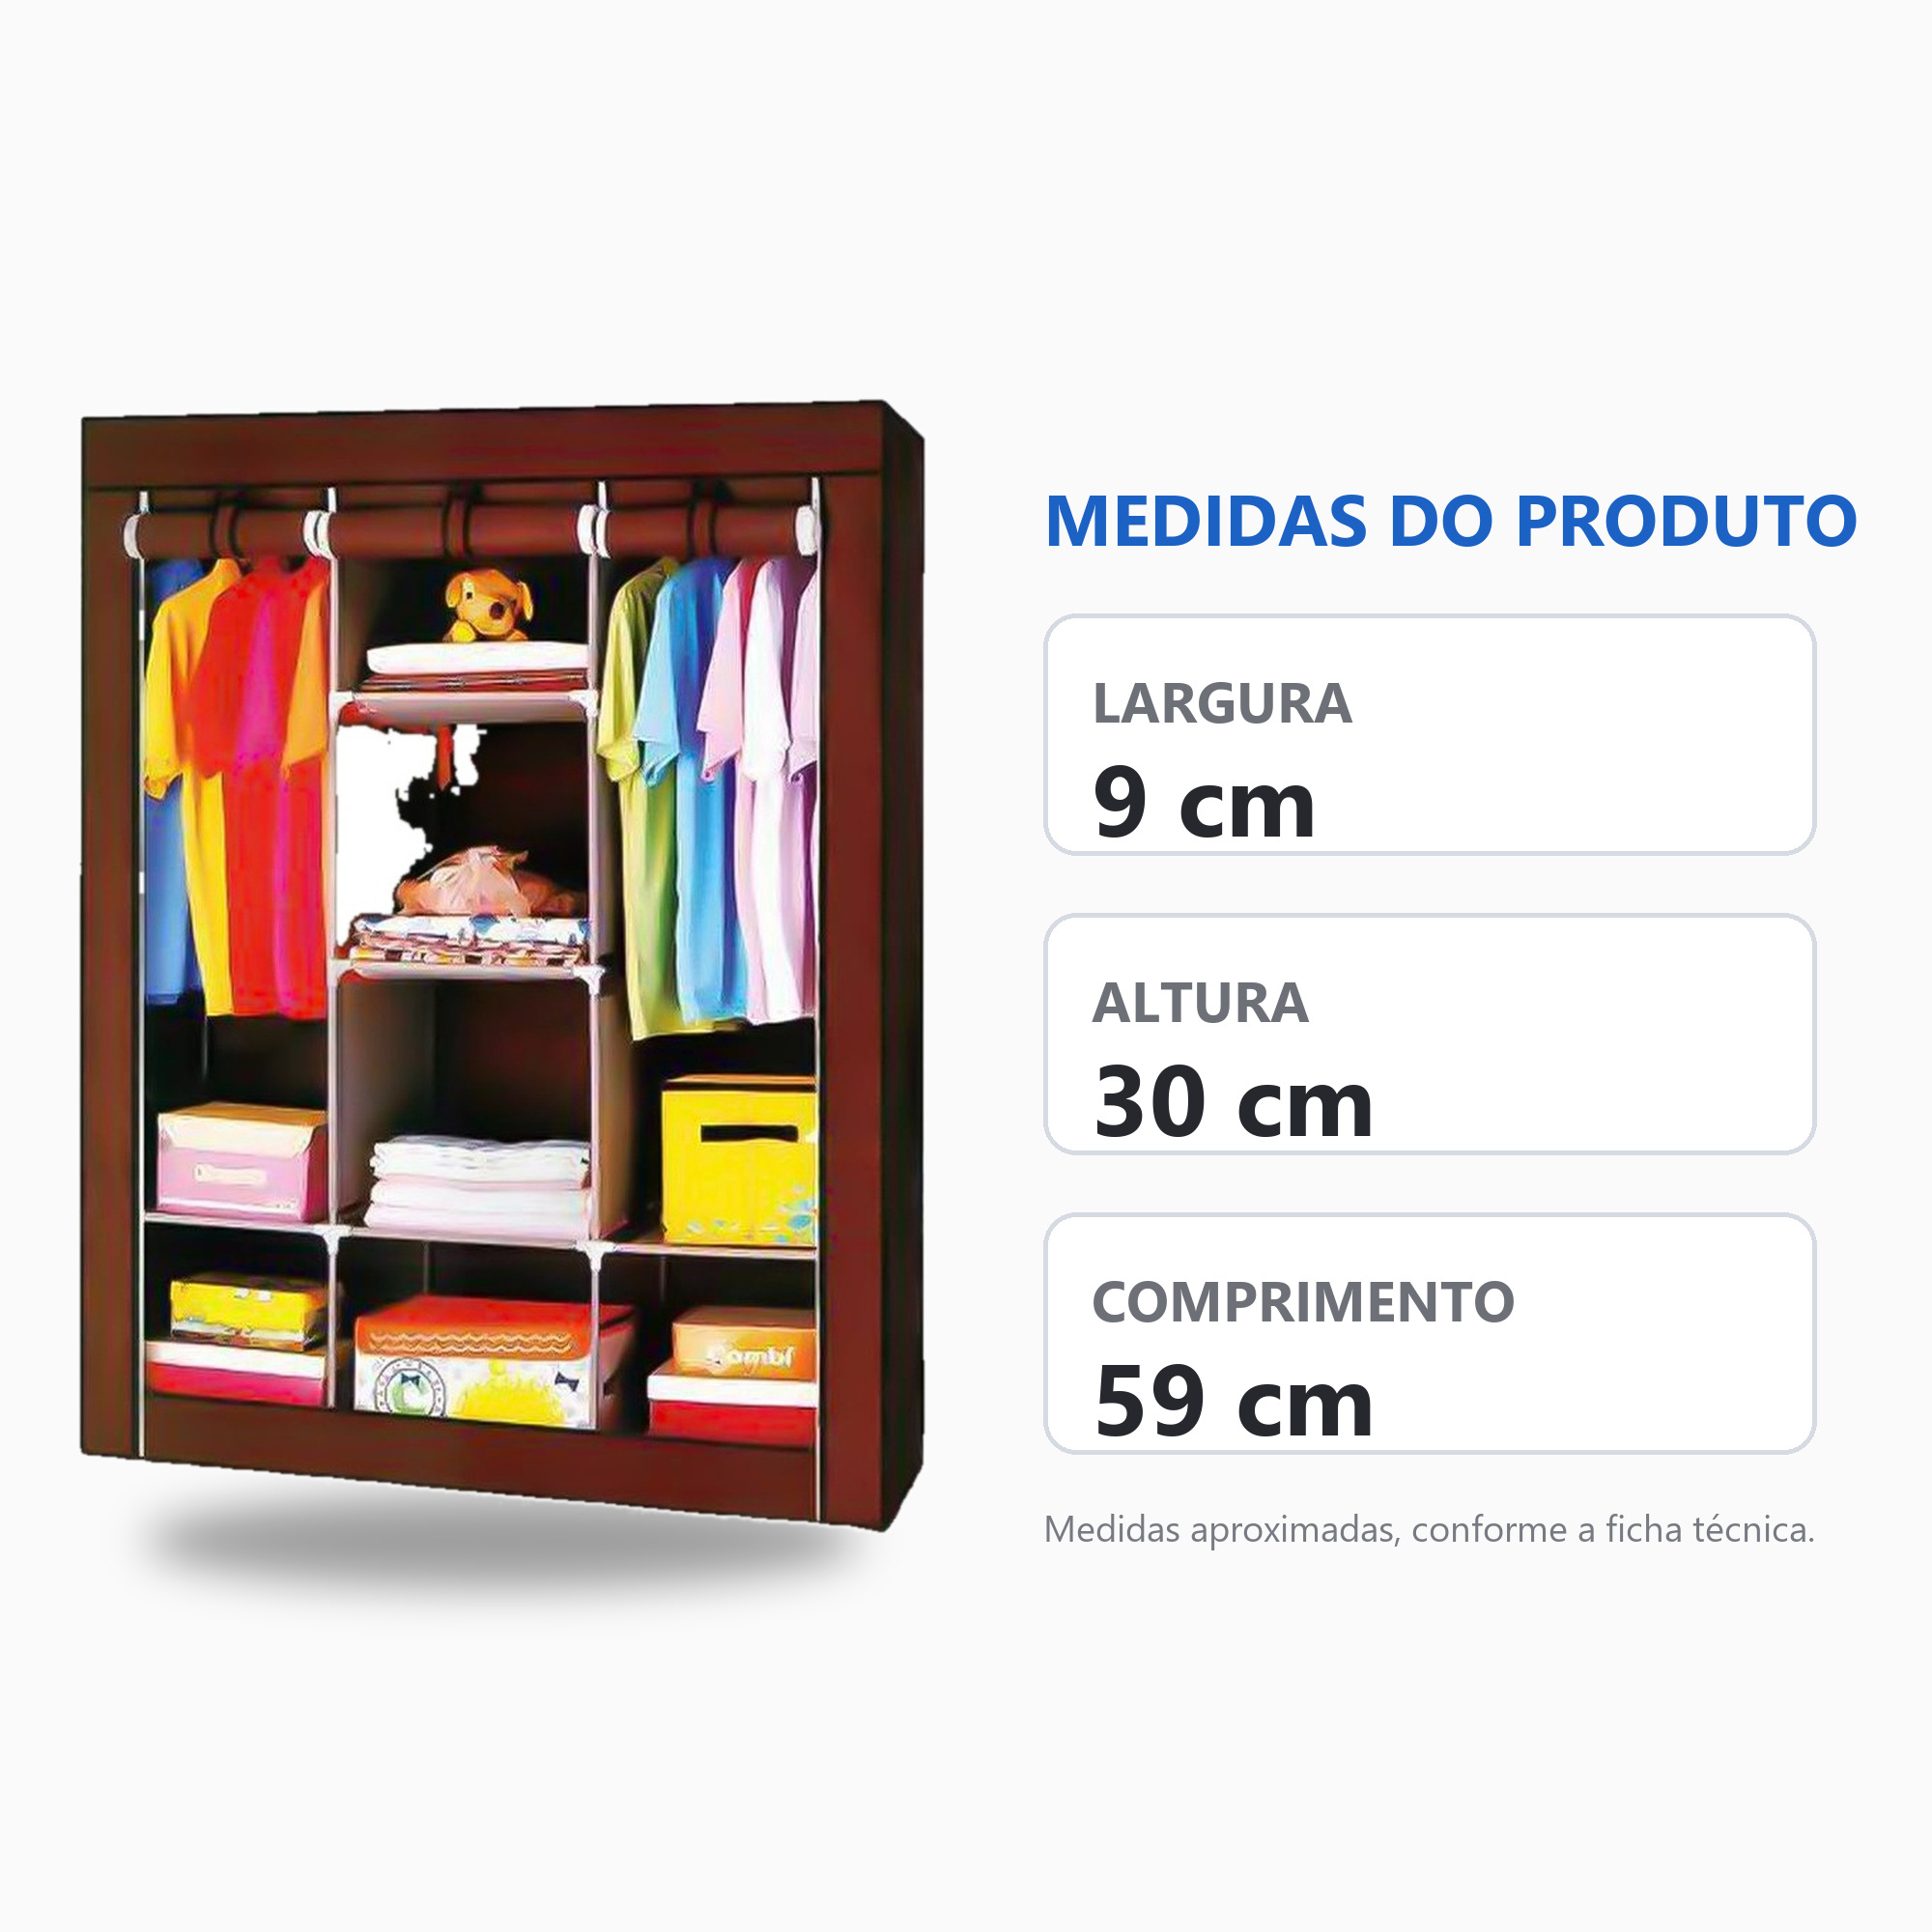 MEDIDAS DO PRODUTO
LARGURA
9 cm
ALTURA
30 cm
COMPRIMENTO
59 cm
Medidas aproximadas, conforme a ficha técnica.